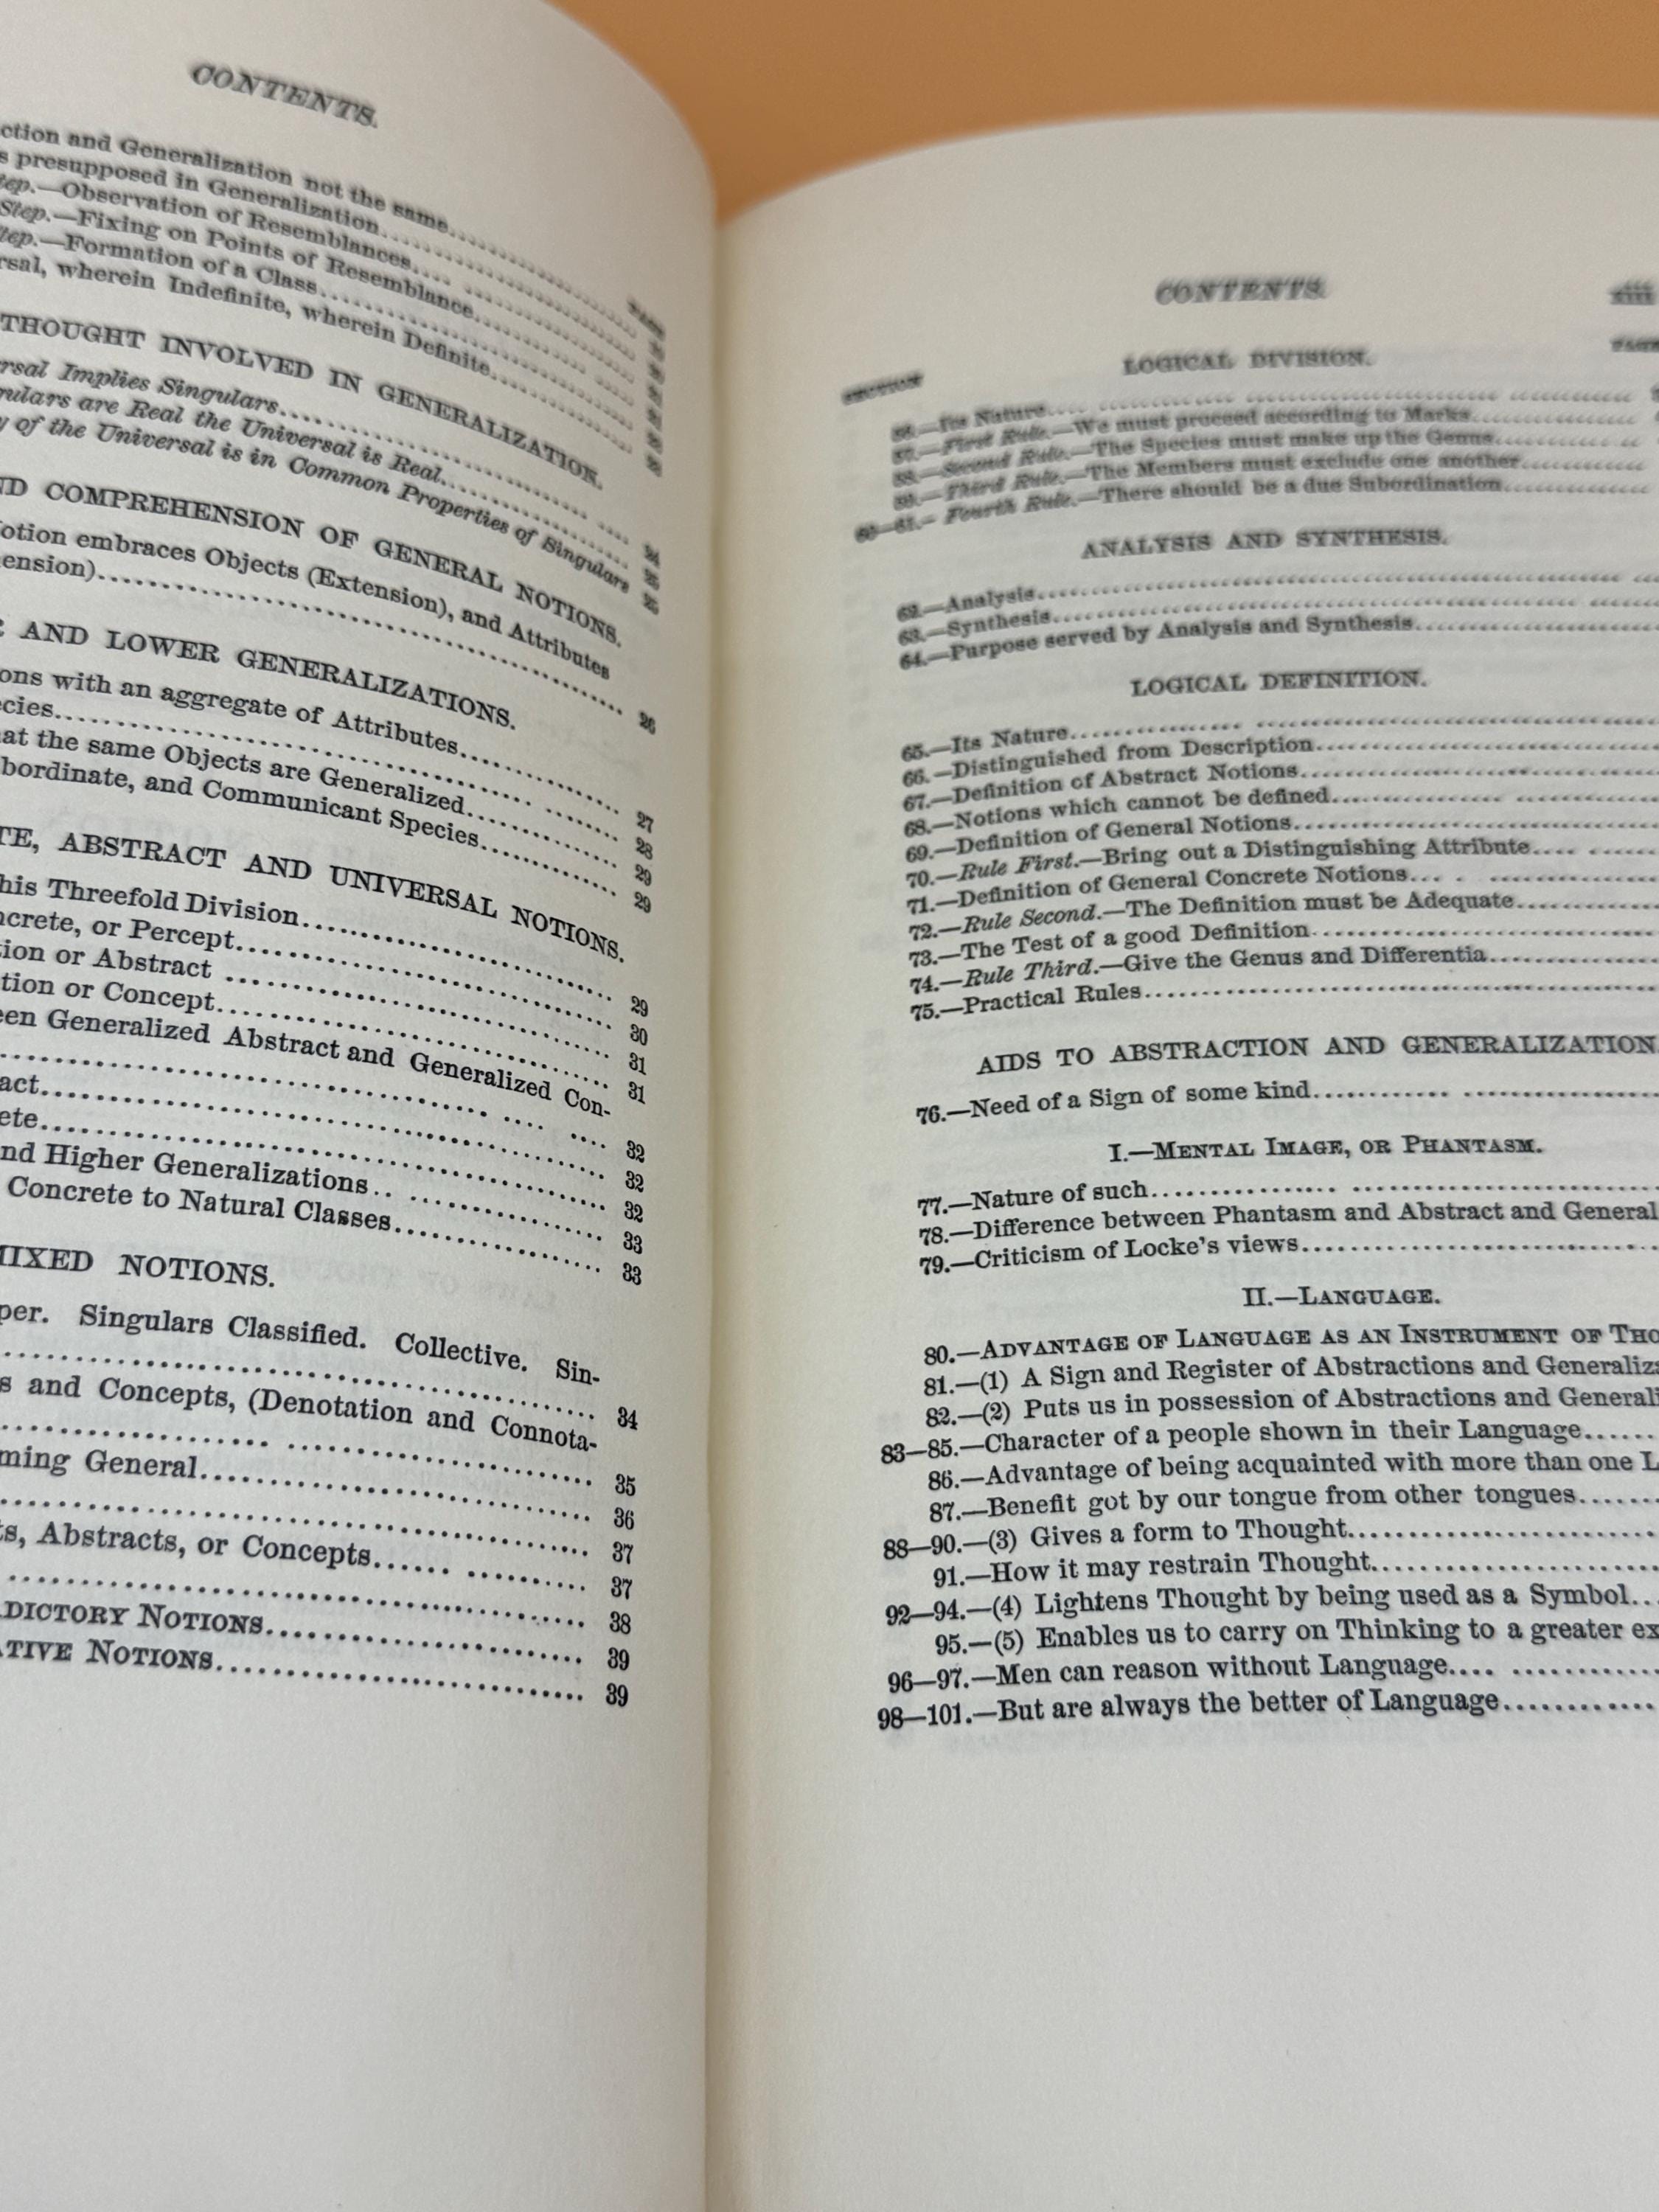 CONTENTS.
ction and Generalization not the same
s presupposed in Generalization
tep.—Observation of Resemblances
Step.—Fixing on Points of Resemblance
tep.—Formation of a Class
rsal, wherein Indefinite, wherein Definite
THOUGHT INVOLVED IN GENERALIZATION.
ersal Implies Singulars
gulars are Real the Universal is Real
y of the Universal is in Common Properties of Singulars
ND COMPREHENSION OF GENERAL NOTIONS.
Notion embraces Objects (Extension), and Attributes
ension) 26
R AND LOWER GENERALIZATIONS.
ons with an aggregate of Attributes 27
ecies 28
at the same Objects are Generalized 29
bordinate, and Communicant Species 29
TE, ABSTRACT AND UNIVERSAL NOTIONS.
his Threefold Division 29
ncrete, or Percept 30
tion or Abstract 31
tion or Concept 31
een Generalized Abstract and Generalized Con-
32
act 32
ete 32
nd Higher Generalizations 33
Concrete to Natural Classes 33
MIXED NOTIONS.
per. Singulars Classified. Collective. Sin-
34
s and Concepts, (Denotation and Connota-
35
ming General 36
37
ts, Abstracts, or Concepts 37
38
DICTORY NOTIONS 39
ATIVE NOTIONS 39
CONTENTS. xiii
LOGICAL DIVISION.
SECTION PAGE
56.—Its Nature
57.—First Rule.—We must proceed according to Marks
58.—Second Rule.—The Species must make up the Genus
59.—Third Rule.—The Members must exclude one another
60—61.—Fourth Rule.—There should be a due Subordination
ANALYSIS AND SYNTHESIS.
62.—Analysis
63.—Synthesis
64.—Purpose served by Analysis and Synthesis
LOGICAL DEFINITION.
65.—Its Nature
66.—Distinguished from Description
67.—Definition of Abstract Notions
68.—Notions which cannot be defined
69.—Definition of General Notions
70.—Rule First.—Bring out a Distinguishing Attribute
71.—Definition of General Concrete Notions
72.—Rule Second.—The Definition must be Adequate
73.—The Test of a good Definition
74.—Rule Third.—Give the Genus and Differentia
75.—Practical Rules
AIDS TO ABSTRACTION AND GENERALIZATION.
76.—Need of a Sign of some kind
I.—MENTAL IMAGE, OR PHANTASM.
77.—Nature of such
78.—Difference between Phantasm and Abstract and General
79.—Criticism of Locke's views
II.—LANGUAGE.
80.—ADVANTAGE OF LANGUAGE AS AN INSTRUMENT OF THO
81.—(1) A Sign and Register of Abstractions and Generaliza
82.—(2) Puts us in possession of Abstractions and Generali
83—85.—Character of a people shown in their Language
86.—Advantage of being acquainted with more than one L
87.—Benefit got by our tongue from other tongues
88—90.—(3) Gives a form to Thought
91.—How it may restrain Thought
92—94.—(4) Lightens Thought by being used as a Symbol
95.—(5) Enables us to carry on Thinking to a greater ex
96—97.—Men can reason without Language
98—101.—But are always the better of Language